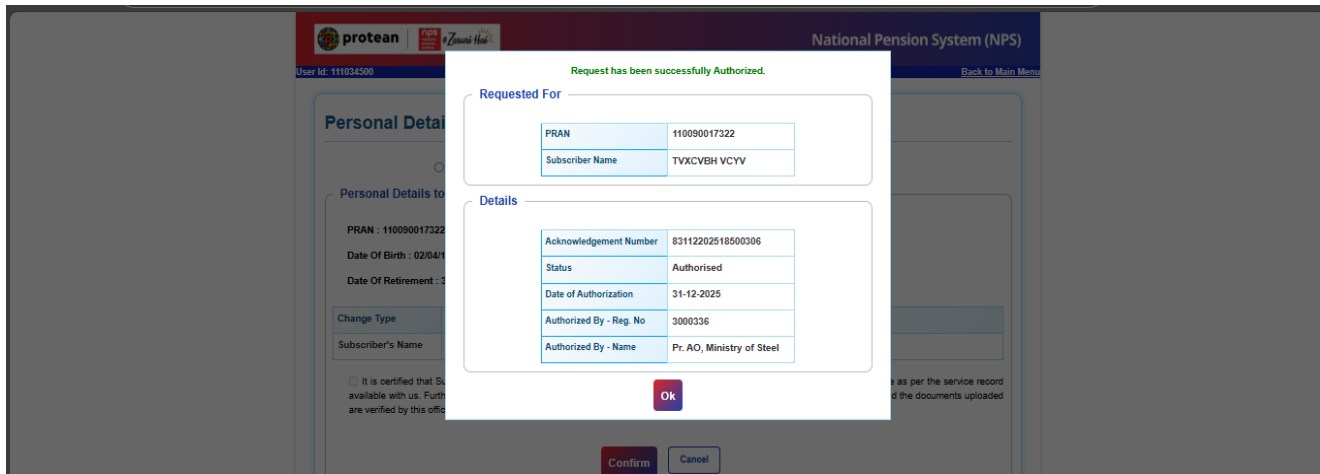 protean
nps
#Zaruri Hai
National Pension System (NPS)
User Id: 111034500
Back to Main Menu
Request has been successfully Authorized.
Requested For
PRAN 110090017322
Subscriber Name TVXCVBH VCYV
Details
Acknowledgement Number 83112202518500306
Status Authorised
Date of Authorization 31-12-2025
Authorized By - Reg. No 3000336
Authorized By - Name Pr. AO, Ministry of Steel
Ok
Personal Detai
Personal Details to
PRAN : 110090017322
Date Of Birth : 02/04/1
Date Of Retirement : 3
Change Type
Subscriber's Name
It is certified that Su e as per the service record
available with us. Furth d the documents uploaded
are verified by this offic
Confirm Cancel